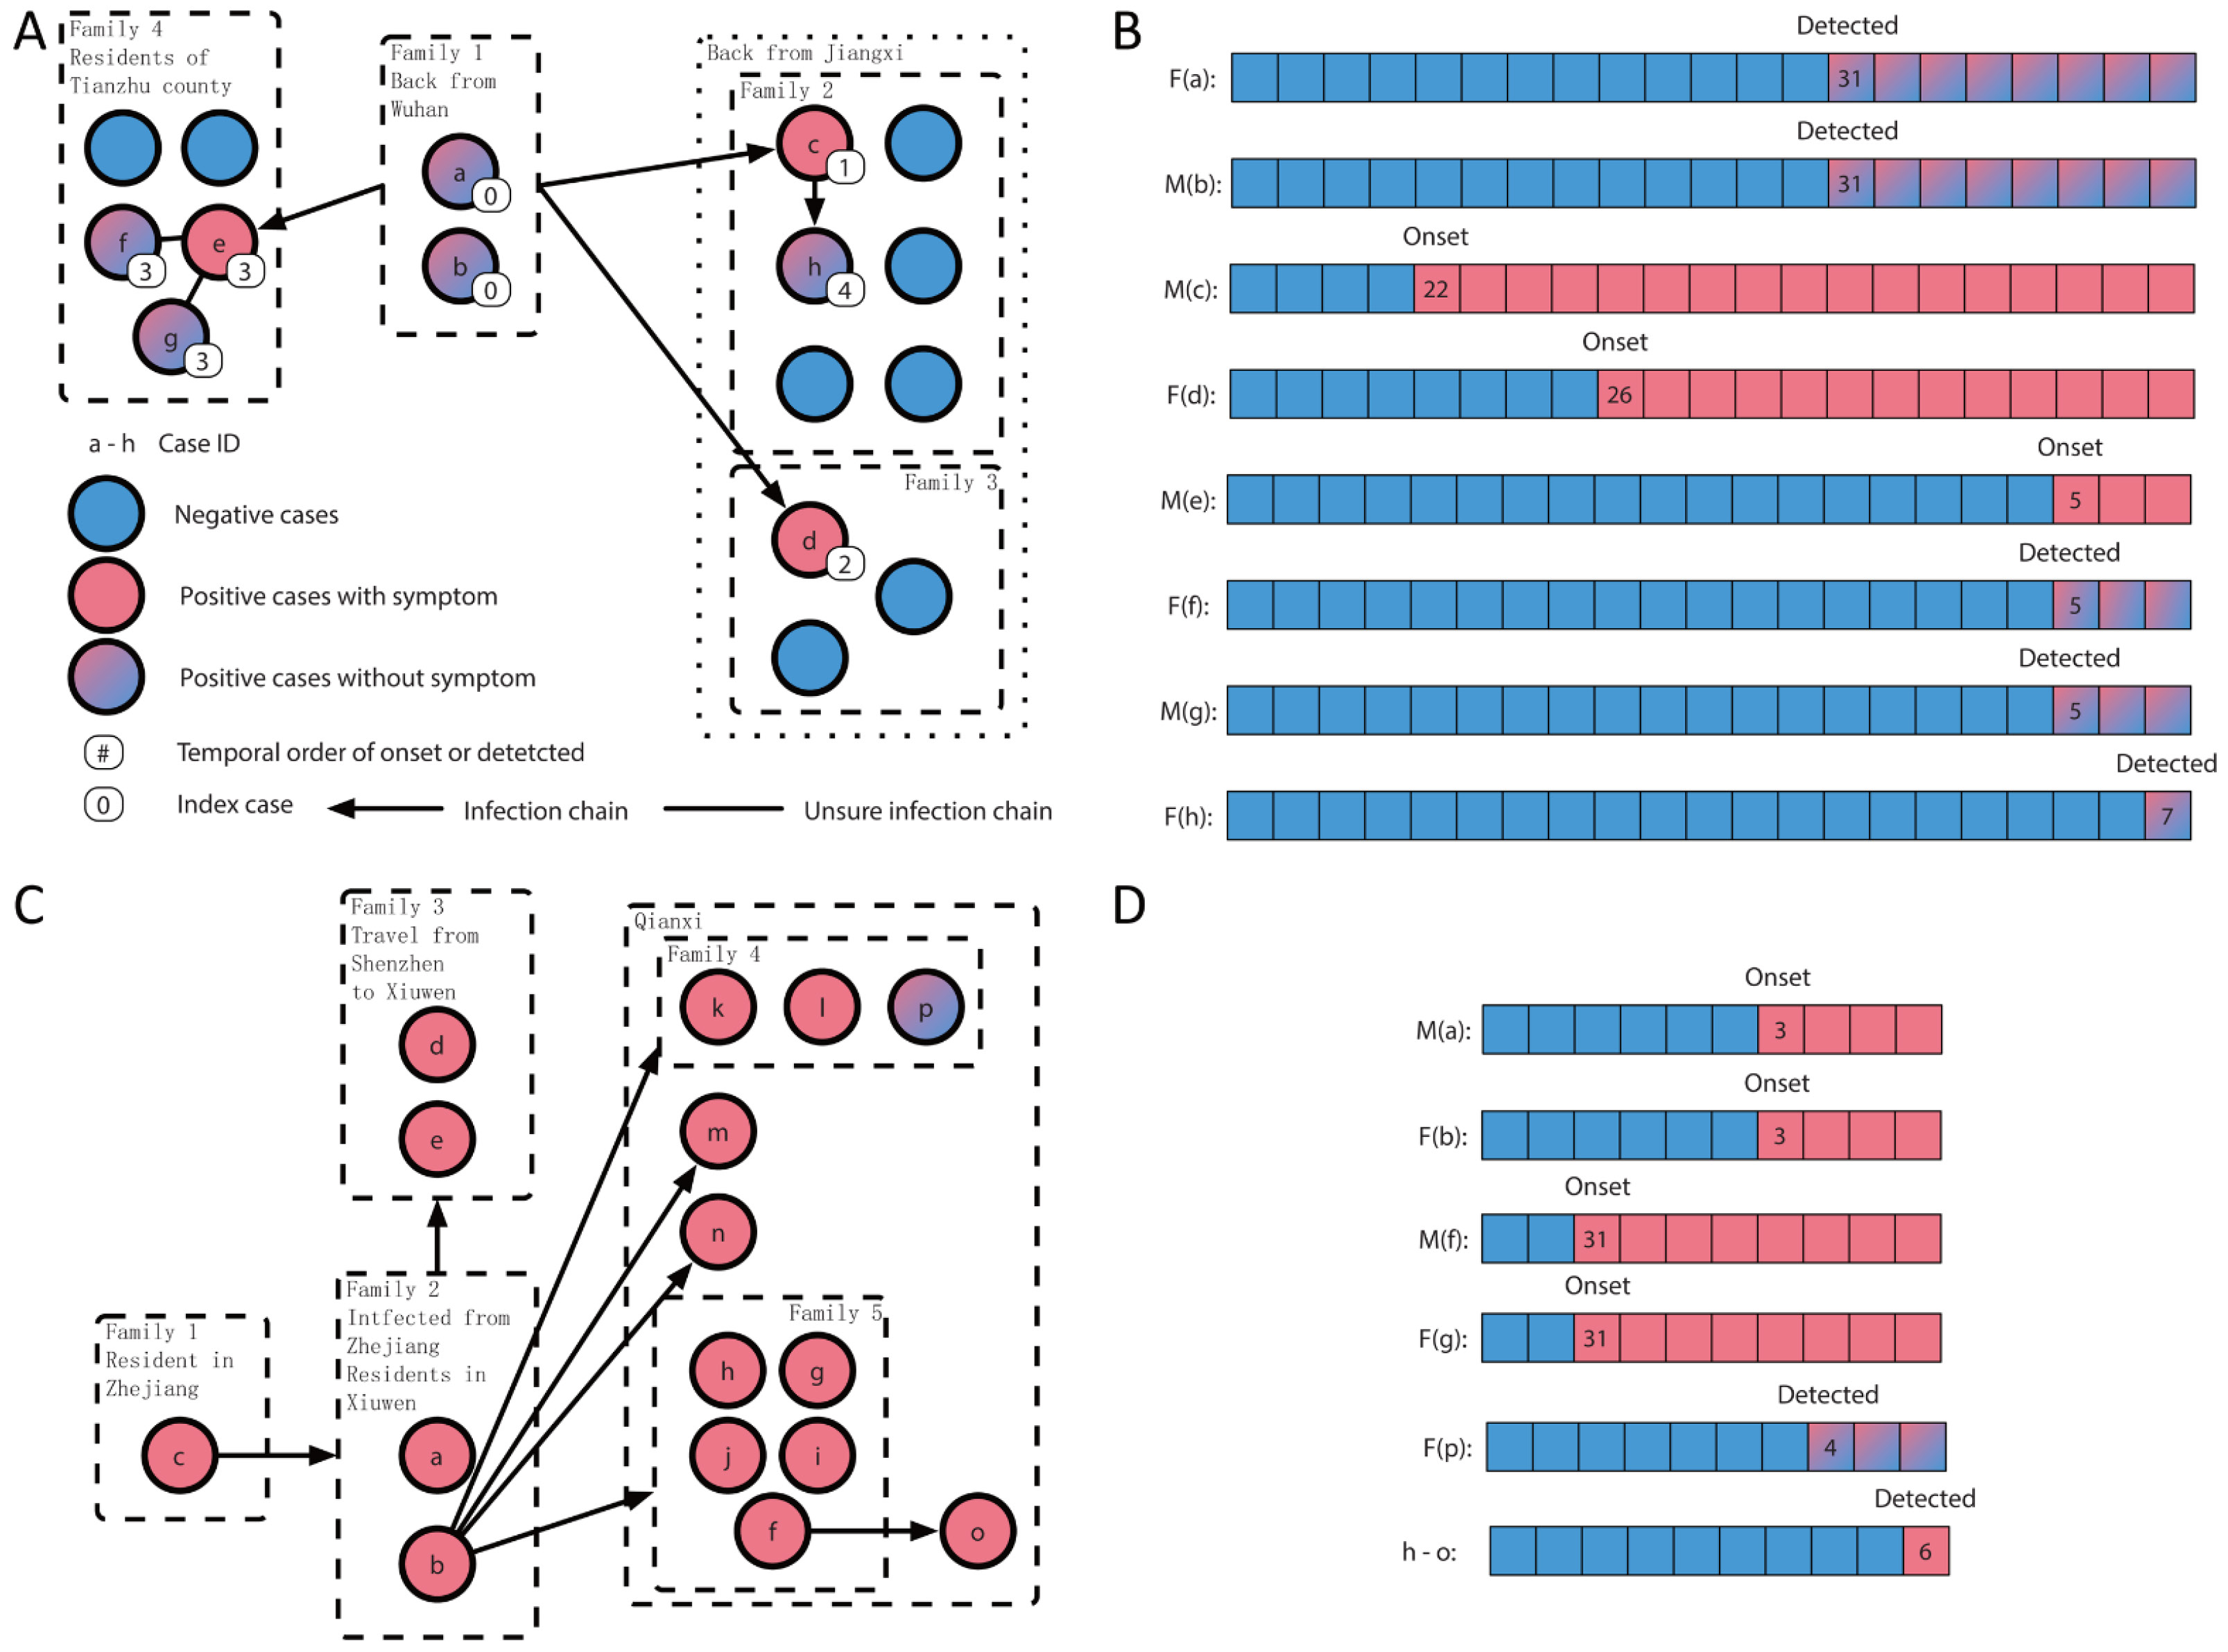 A
Family 4
Residents of
Tianzhu county
f
3
e
3
g
3
Family 1
Back from
Wuhan
a
0
b
0
Back from Jiangxi
Family 2
c
1
h
4
Family 3
d
2
a - h Case ID
Negative cases
Positive cases with symptom
Positive cases without symptom
# Temporal order of onset or detetcted
0 Index case Infection chain Unsure infection chain
B
Detected
F(a): 31
Detected
M(b): 31
Onset
M(c): 22
Onset
F(d): 26
Onset
M(e): 5
Detected
F(f): 5
Detected
M(g): 5
Detected
F(h): 7
C
Family 3
Travel from
Shenzhen
to Xiuwen
d
e
Family 1
Resident in
Zhejiang
c
Family 2
Intfected from
Zhejiang
Residents in
Xiuwen
a
b
Qianxi
Family 4
k l p
m
n
Family 5
h g
j i
f o
D
Onset
M(a): 3
Onset
F(b): 3
Onset
M(f): 31
Onset
F(g): 31
Detected
F(p): 4
Detected
h - o: 6